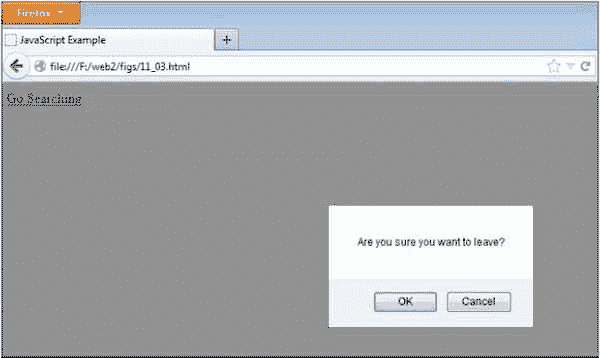 Firefox
JavaScript Example
file:///F:/web2/figs/11_03.html
Go Searching
Are you sure you want to leave?
OK
Cancel